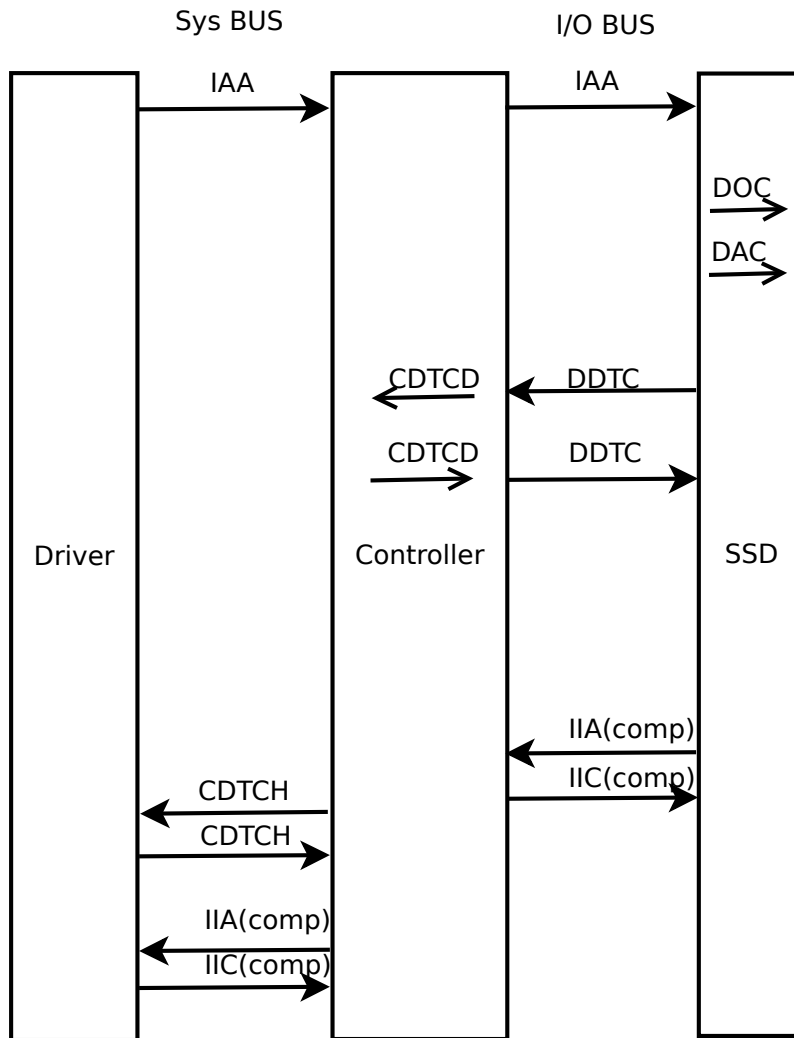 Sys BUS
I/O BUS
IAA
IAA
DOC
DAC
CDTCD
DDTC
CDTCD
DDTC
Driver
Controller
SSD
IIA(comp)
IIC(comp)
CDTCH
CDTCH
IIA(comp)
IIC(comp)